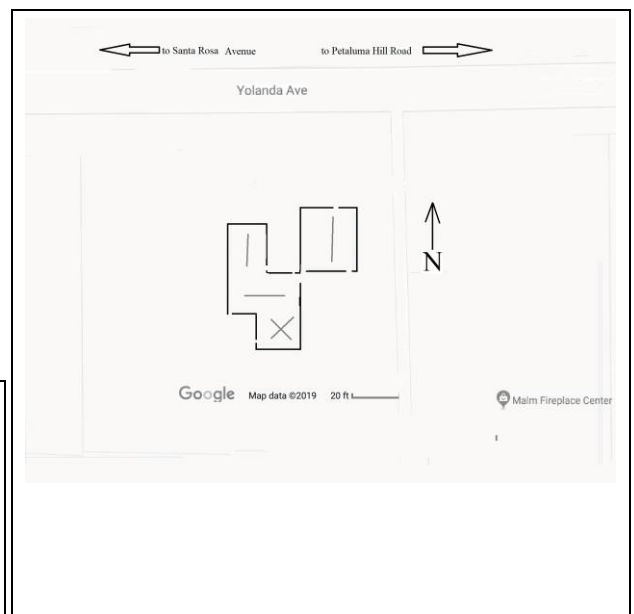 to Santa Rosa Avenue to Petaluma Hill Road
Yolanda Ave
N
Google Map data ©2019 20 ft
Malm Fireplace Center